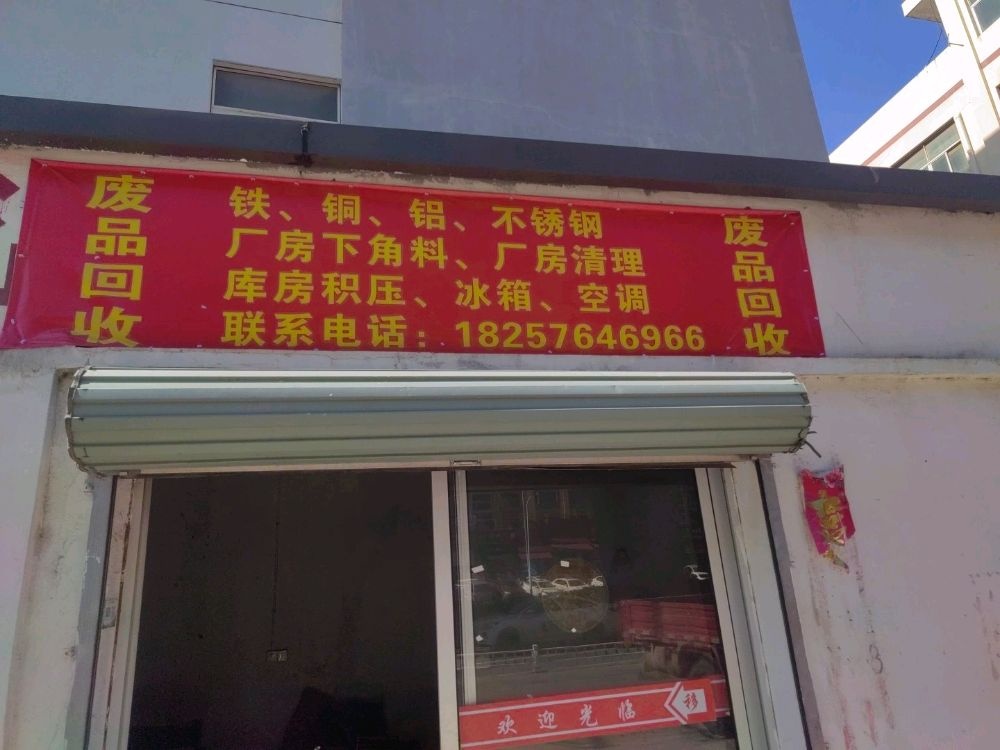 废品回收
铁、铜、铝、不锈钢
厂房下角料、厂房清理
库房积压、冰箱、空调
联系电话：18257646966
废品回收
欢迎光临
移